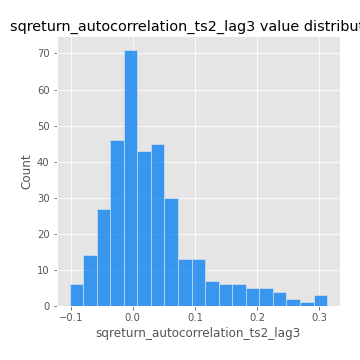 sqreturn_autocorrelation_ts2_lag3 value distribut
70
60
50
40
30
20
10
0
Count
−0.1 0.0 0.1 0.2 0.3
sqreturn_autocorrelation_ts2_lag3